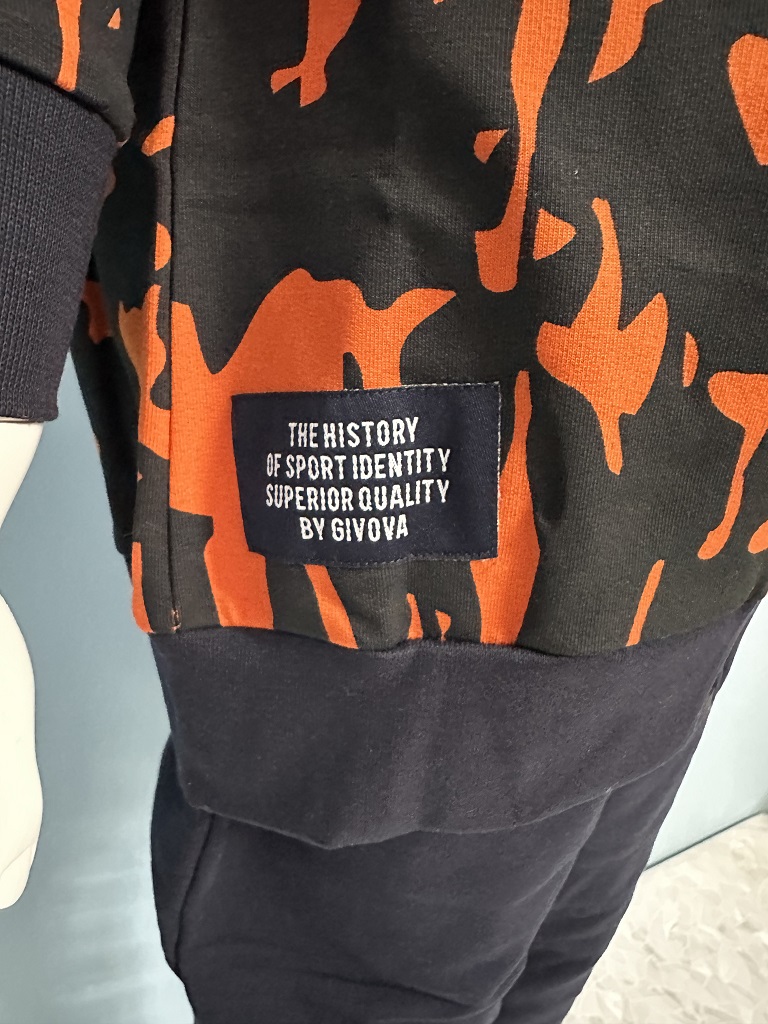 THE HISTORY
OF SPORT IDENTITY
SUPERIOR QUALITY
BY GIVOVA